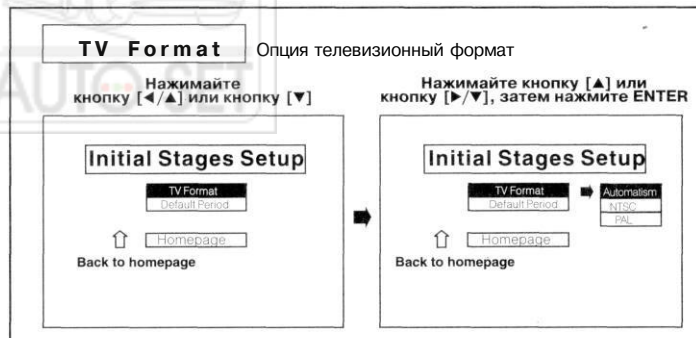 TV Format Опция телевизионный формат
AUTO SET
Нажимайте
кнопку [◄/▲] или кнопку [▼]
Initial Stages Setup
TV Format
Default Period
Homepage
Back to homepage
Нажимайте кнопку [▲] или
кнопку [►/▼], затем нажмите ENTER
Initial Stages Setup
TV Format
Default Period
Homepage
Back to homepage
Automatism
NTSC
PAL